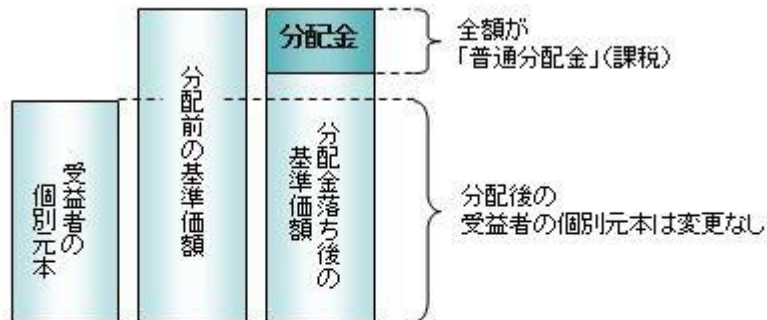 受益者の
個別元本
分配前の基準価額
分配金
分配金落ち後の
基準価額
全額が
「普通分配金」(課税)
分配後の
受益者の個別元本は変更なし